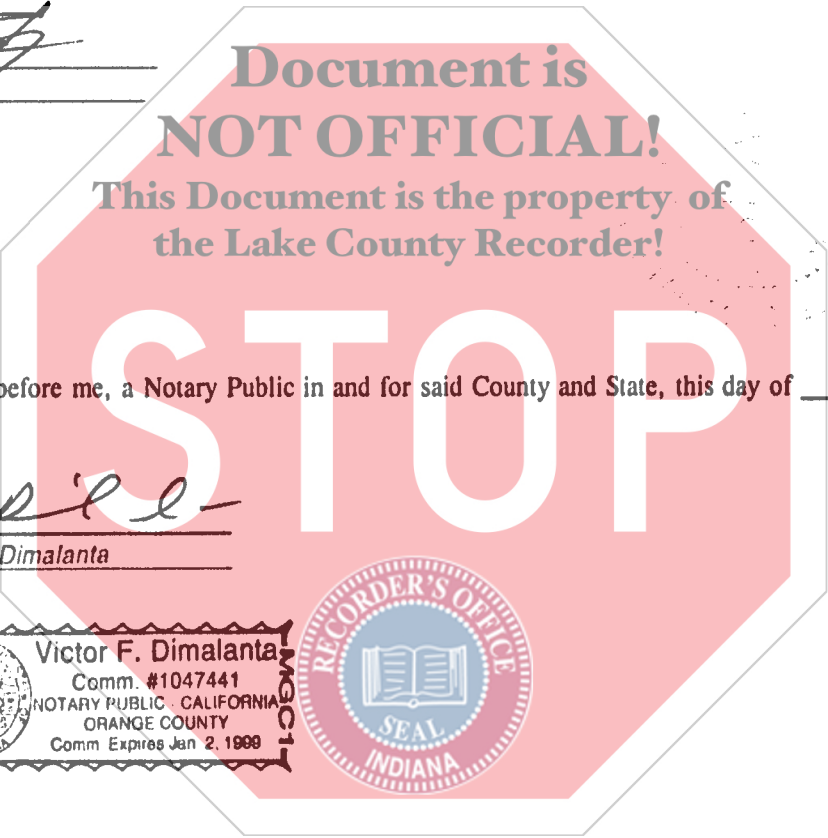 Document is
NOT OFFICIAL!
This Document is the property of
the Lake County Recorder!
STOP
before me, a Notary Public in and for said County and State, this day of
Dimalanta
Victor F. Dimalanta
Comm. #1047441
NOTARY PUBLIC - CALIFORNIA
ORANGE COUNTY
Comm Expires Jan 2, 1999
MGC1
RECORDER'S OFFICE
SEAL
INDIANA